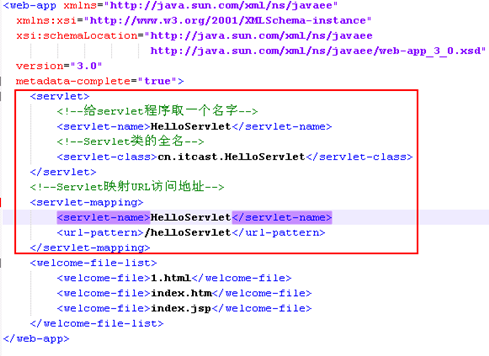 <web-app xmlns="http://java.sun.com/xml/ns/javaee"
xmlns:xsi="http://www.w3.org/2001/XMLSchema-instance"
xsi:schemaLocation="http://java.sun.com/xml/ns/javaee
http://java.sun.com/xml/ns/javaee/web-app_3_0.xsd"
version="3.0"
metadata-complete="true">
<servlet>
<!--给servlet程序取一个名字-->
<servlet-name>HelloServlet</servlet-name>
<!--Servlet类的全名-->
<servlet-class>cn.itcast.HelloServlet</servlet-class>
</servlet>
<!--Servlet映射URL访问地址-->
<servlet-mapping>
<servlet-name>HelloServlet</servlet-name>
<url-pattern>/helloServlet</url-pattern>
</servlet-mapping>
<welcome-file-list>
<welcome-file>1.html</welcome-file>
<welcome-file>index.htm</welcome-file>
<welcome-file>index.jsp</welcome-file>
</welcome-file-list>
</web-app>